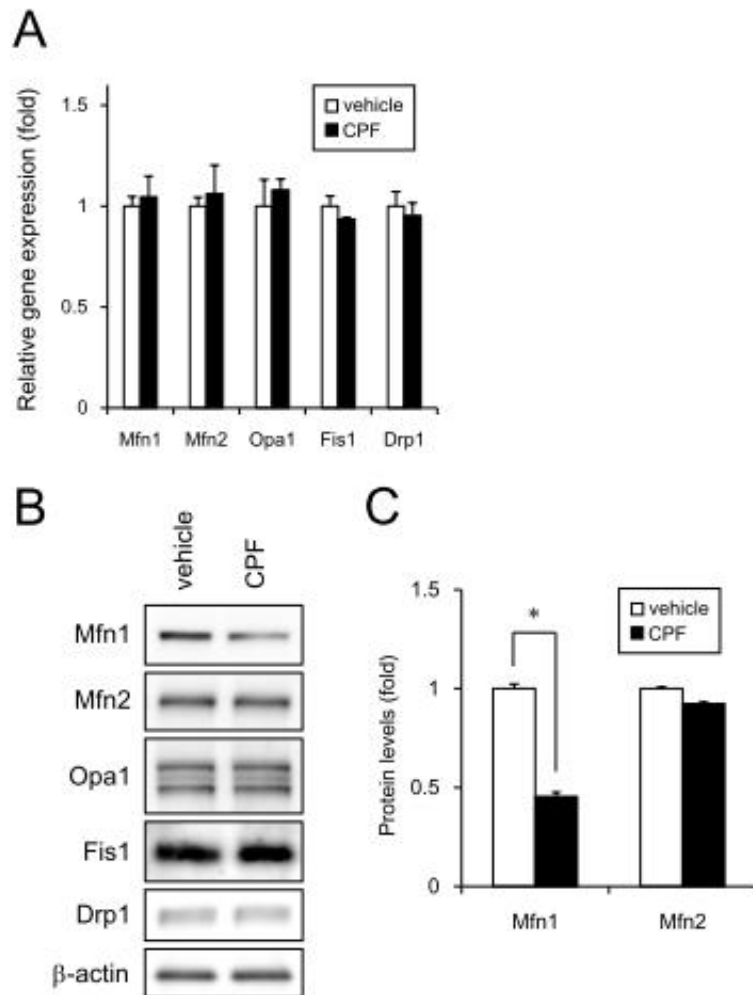 A
Relative gene expression (fold)
1.5
1
0.5
0
vehicle
CPF
Mfn1 Mfn2 Opa1 Fis1 Drp1
B
vehicle CPF
Mfn1
Mfn2
Opa1
Fis1
Drp1
β-actin
C
Protein levels (fold)
1.5
1
0.5
0
vehicle
CPF
*
Mfn1 Mfn2